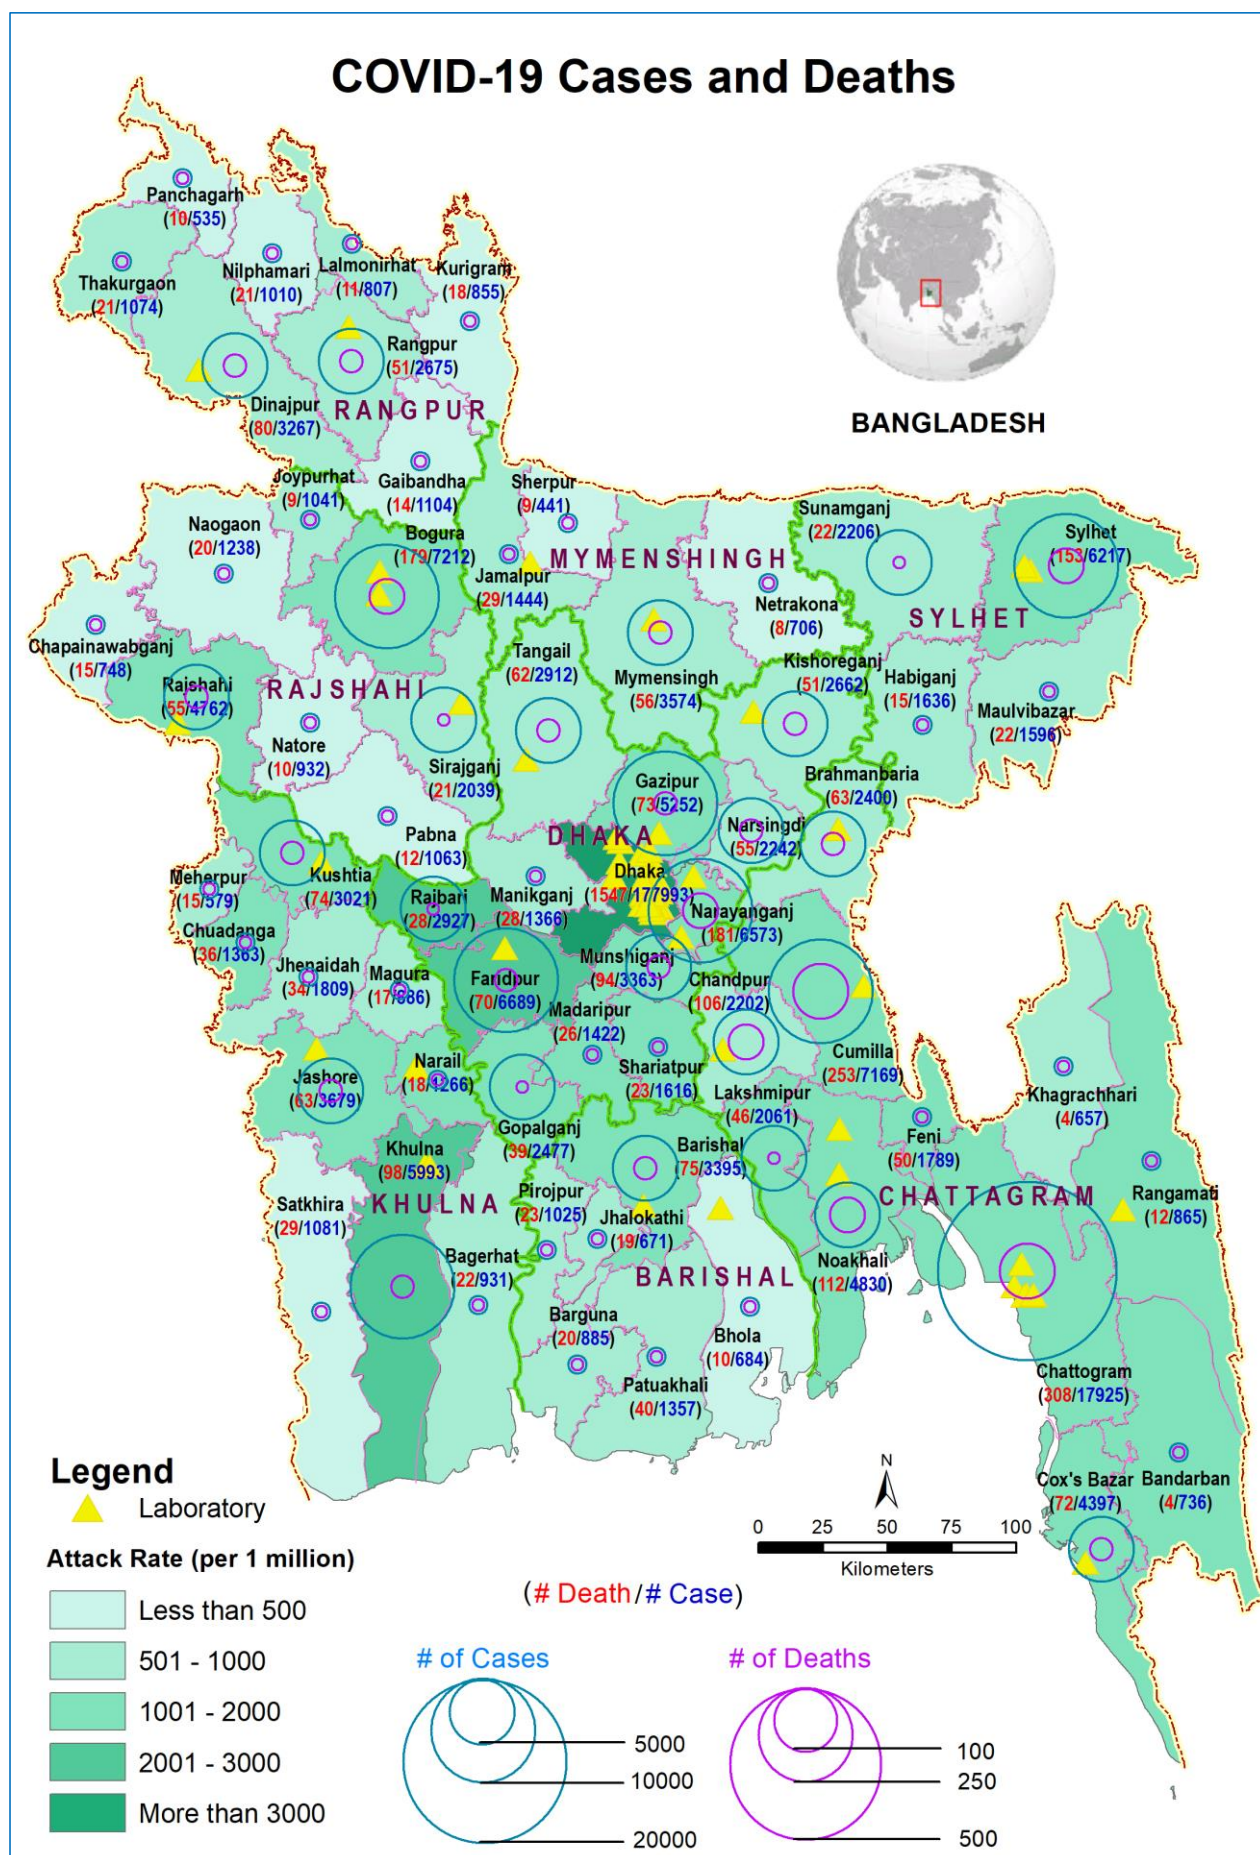 COVID-19 Cases and Deaths
BANGLADESH
Panchagarh
(10/535)
Thakurgaon
(21/1074)
Nilphamari
(21/1010)
Lalmonirhat
(11/807)
Kurigram
(18/855)
Rangpur
(51/2675)
Dinajpur
(80/3267)
RANGPUR
Gaibandha
(14/1104)
Joypurhat
(9/1041)
Naogaon
(20/1238)
Bogura
(179/7212)
Sherpur
(9/441)
Jamalpur
(29/1444)
MYMENSHINGH
Netrakona
(8/706)
Sunamganj
(22/2206)
Sylhet
(153/6217)
SYLHET
Chapainawabganj
(15/748)
Rajshahi
(55/4762)
RAJSHAHI
Natore
(10/932)
Sirajganj
(21/2039)
Tangail
(62/2912)
Mymensingh
(56/3574)
Kishoreganj
(51/2662)
Habiganj
(15/1636)
Maulvibazar
(22/1596)
Pabna
(12/1063)
Gazipur
(73/5252)
Narsingdi
(55/2242)
Brahmanbaria
(63/2400)
DHAKA
Dhaka
(1547/177993)
Manikganj
(28/1366)
Meherpur
(15/579)
Kushtia
(74/3021)
Rajbari
(28/2927)
Narayanganj
(181/6573)
Chuadanga
(36/1363)
Jhenaidah
(34/1809)
Magura
(17/886)
Faridpur
(70/6689)
Munshiganj
(94/3363)
Chandpur
(106/2202)
Madaripur
(26/1422)
Shariatpur
(23/1616)
Cumilla
(253/7169)
Jashore
(63/3679)
Narail
(18/1266)
Gopalganj
(39/2477)
Lakshmipur
(46/2061)
Feni
(50/1789)
Khagrachhari
(4/657)
Khulna
(98/5993)
KHULNA
Satkhira
(29/1081)
Bagerhat
(22/931)
Pirojpur
(23/1025)
Barishal
(75/3395)
Jhalokathi
(19/671)
BARISHAL
Noakhali
(112/4830)
CHATTAGRAM
Rangamati
(12/865)
Barguna
(20/885)
Patuakhali
(40/1357)
Bhola
(10/684)
Chattogram
(308/17925)
Cox's Bazar
(72/4397)
Bandarban
(4/736)
N
0 25 50 75 100
Kilometers
Legend
Laboratory
Attack Rate (per 1 million)
Less than 500
501 - 1000
1001 - 2000
2001 - 3000
More than 3000
(# Death/# Case)
# of Cases
5000
10000
20000
# of Deaths
100
250
500